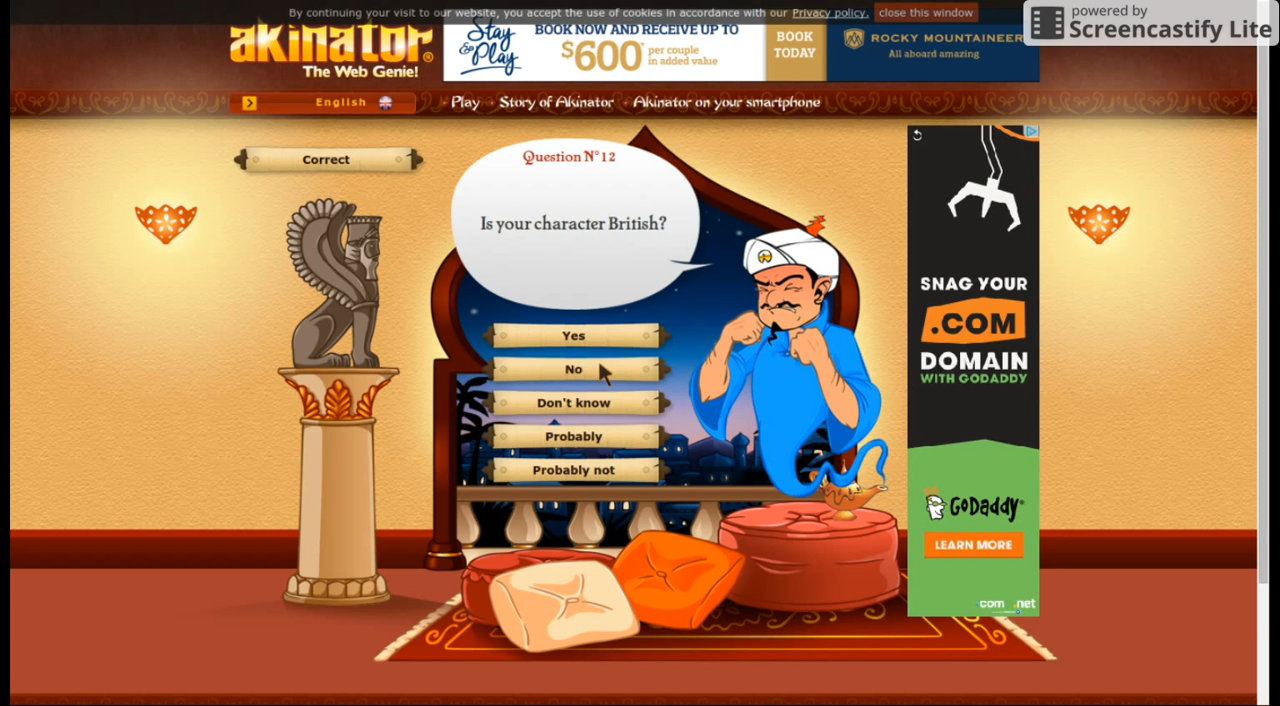 By continuing your visit to our website, you accept the use of cookies in accordance with our Privacy policy. close this window
powered by
Screencastify Lite
akinator®
The Web Genie!
Stay
& Play
BOOK NOW AND RECEIVE UP TO
$600* per couple
in added value
BOOK
TODAY
ROCKY MOUNTAINEER
All aboard amazing
English
Play
Story of Akinator
Akinator on your smartphone
Correct
Question N°12
Is your character British?
Yes
No
Don't know
Probably
Probably not
SNAG YOUR
.COM
DOMAIN
WITH GODADDY
GoDaddy
LEARN MORE
.com .net